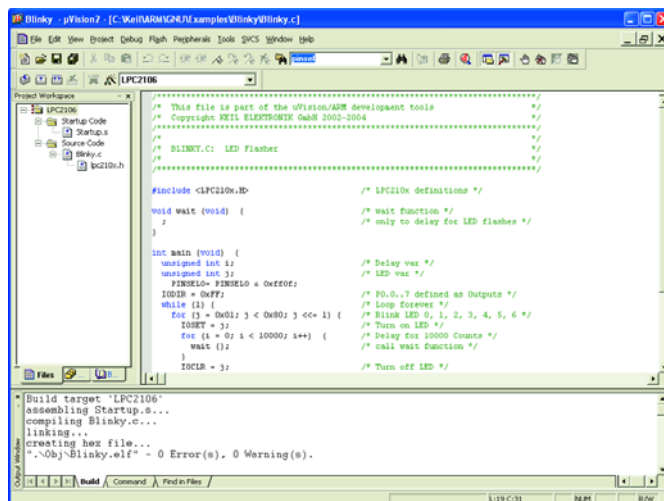 Blinky - µVision2 - [C:\Keil\ARM\GNU\Examples\Blinky\Blinky.c]
File Edit View Project Debug Flash Peripherals Tools SVCS Window Help
pinsel
LPC2106
Project Workspace
LPC2106
Startup Code
Startup.s
Source Code
Blinky.c
lpc210x.h
Files
B...
/***********************************************************************/
/* This file is part of the uVision/ARM development tools */
/* Copyright KEIL ELEKTRONIK GmbH 2002-2004 */
/***********************************************************************/
/* */
/* BLINKY.C: LED Flasher */
/* */
/***********************************************************************/
#include <LPC210x.H> /* LPC210x definitions */
void wait (void) { /* wait function */
; /* only to delay for LED flashes */
}
int main (void) {
unsigned int i; /* Delay var */
unsigned int j; /* LED var */
PINSEL0= PINSEL0 & 0xff0f;
IODIR = 0xFF; /* P0.0..7 defined as Outputs */
while (1) { /* Loop forever */
for (j = 0x01; j < 0x80; j <<= 1) { /* Blink LED 0, 1, 2, 3, 4, 5, 6 */
IOSET = j; /* Turn on LED */
for (i = 0; i < 10000; i++) { /* Delay for 10000 Counts */
wait (); /* call wait function */
}
IOCLR = j; /* Turn off LED */
Output Window
Build target 'LPC2106'
assembling Startup.s...
compiling Blinky.c...
linking...
creating hex file...
".\Obj\Blinky.elf" - 0 Error(s), 0 Warning(s).
Build Command Find in Files
L:19 C:31 NUM R/W